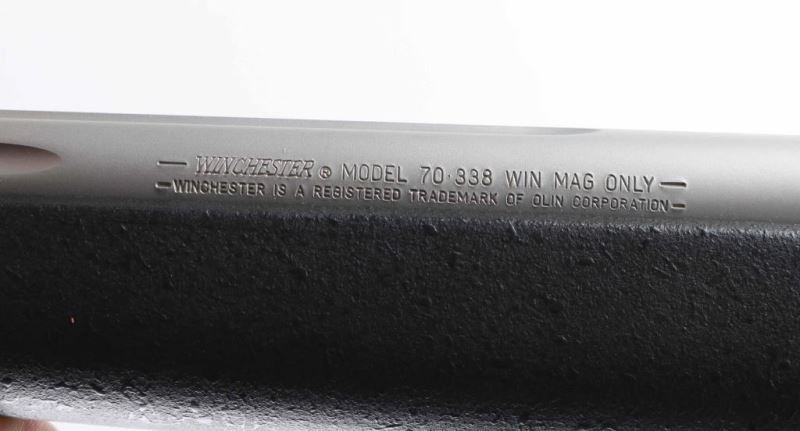 — WINCHESTER ® MODEL 70·338 WIN MAG ONLY —
— WINCHESTER IS A REGISTERED TRADEMARK OF OLIN CORPORATION —